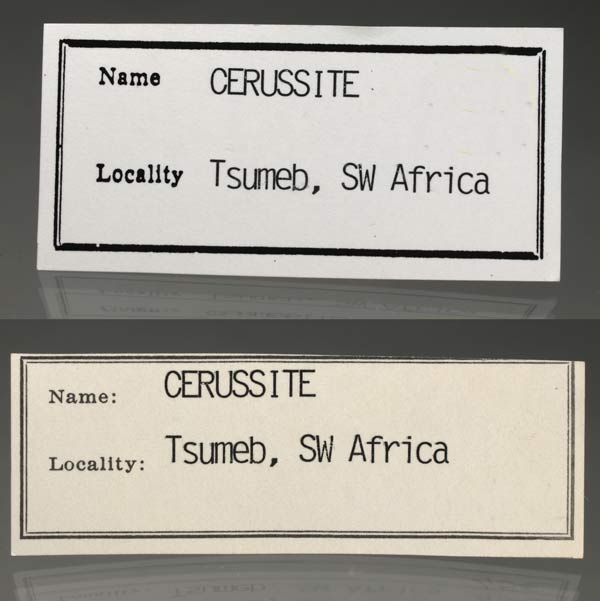 Name CERUSSITE
Locality Tsumeb, SW Africa
Name: CERUSSITE
Locality: Tsumeb, SW Africa